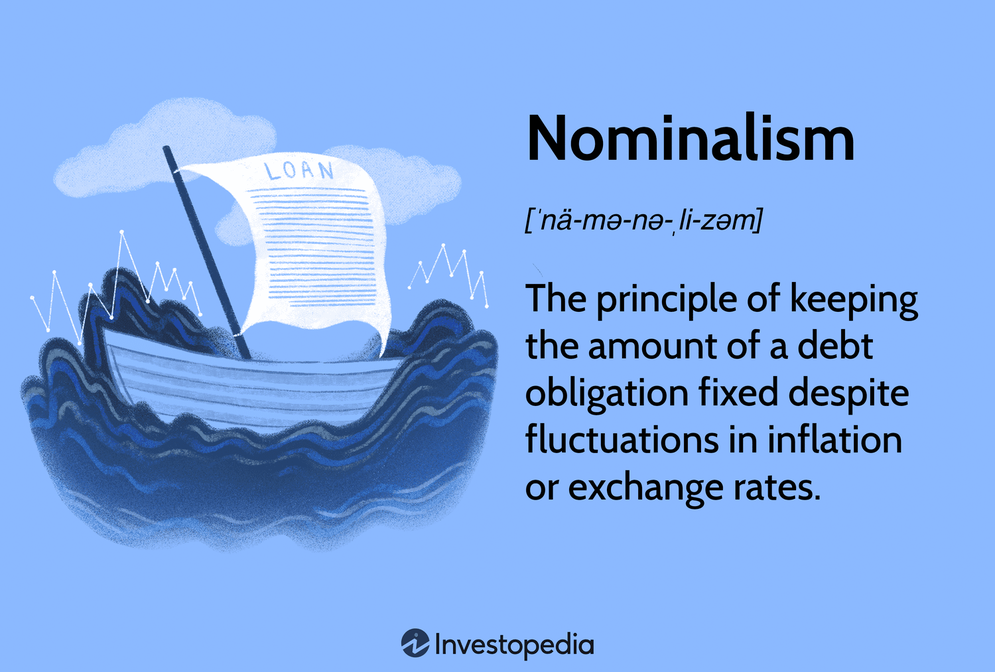 LOAN
Nominalism
[ˈnä-mə-nə-ˌli-zəm]
The principle of keeping
the amount of a debt
obligation fixed despite
fluctuations in inflation
or exchange rates.
Investopedia